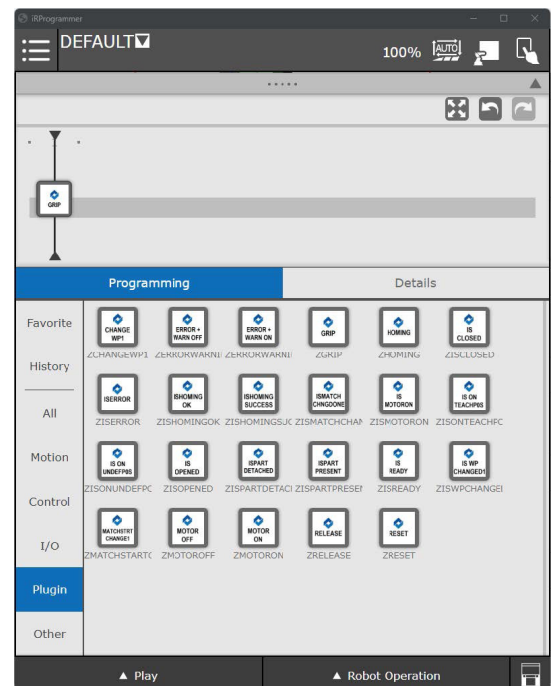 iRProgrammer
DEFAULT
100%
AUTO
GRIP
Programming
Details
Favorite
History
All
Motion
Control
I/O
Plugin
Other
CHANGE WP1
ERROR + WARN OFF
ERROR + WARN ON
GRIP
HOMING
IS CLOSED
ZCHANGEWP1 ZERRORWARNI ZERRORWARNI ZGRIP ZHOMING ZISCLOSED
ISERROR
ISHOMING OK
ISHOMING SUCCESS
ISMATCH CHNGDONE
IS MOTORON
IS ON TEACHP0S
ZISERROR ZISHOMINGOK ZISHOMINGSUC ZISMATCHCHAN ZISMOTORON ZISONTEACHPC
IS ON UNDEFP0S
IS OPENED
ISPART DETACHED
ISPART PRESENT
IS READY
IS WP CHANGED1
ZISONUNDEFPC ZISOPENED ZISPARTDETACI ZISPARTPRESEN ZISREADY ZISWPCHANGEI
MATCHSTRT CHANGE1
MOTOR OFF
MOTOR ON
RELEASE
RESET
ZMATCHSTARTC ZMOTOROFF ZMOTORON ZRELEASE ZRESET
Play
Robot Operation